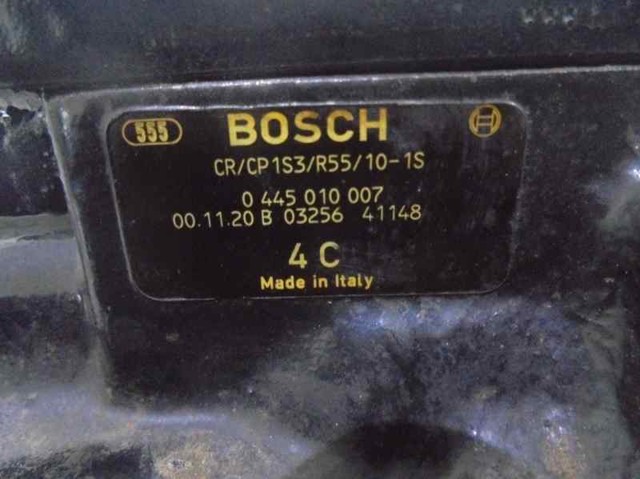 555 BOSCH
CR/CP1S3/R55/10-1S
0 445 010 007
00.11.20 B 03256 41148
4 C
Made in Italy